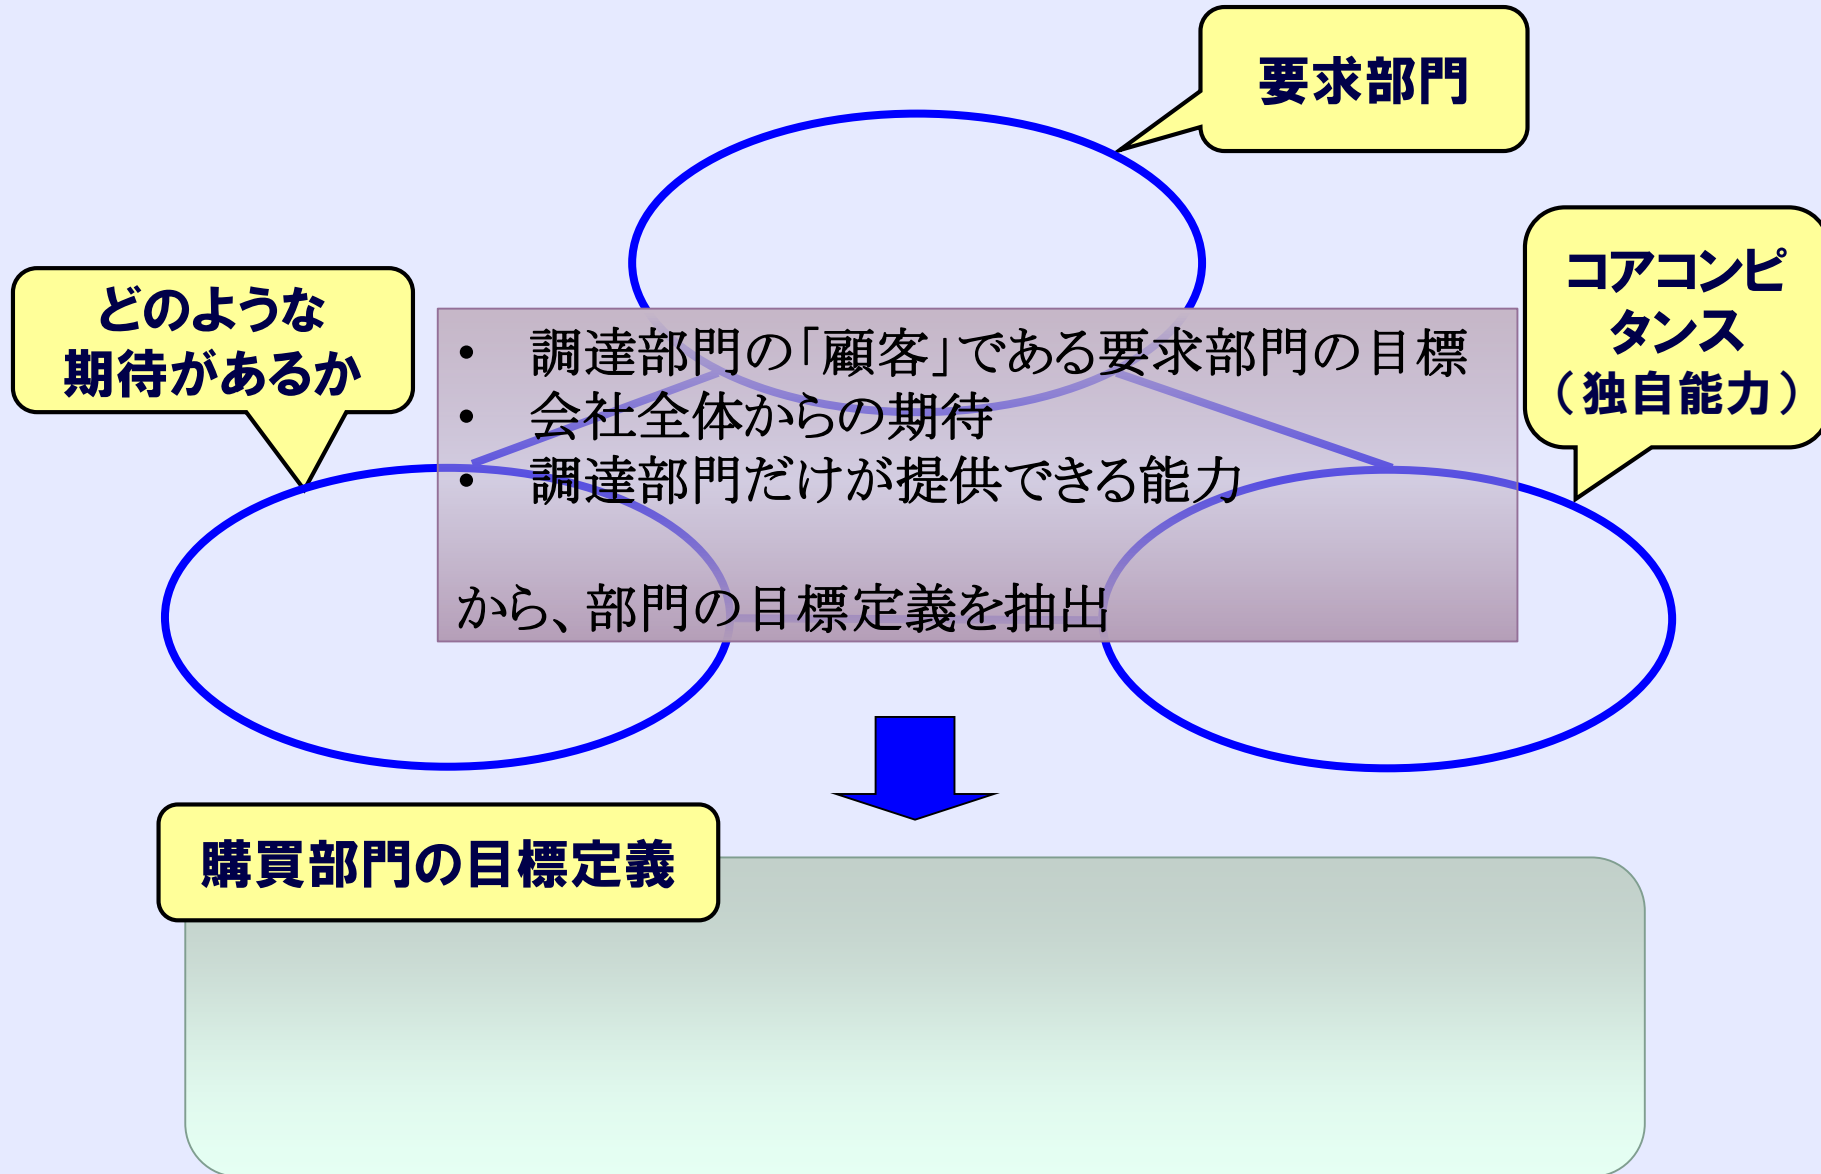 要求部門
どのような
期待があるか
コアコンピ
タンス
（独自能力）
• 調達部門の「顧客」である要求部門の目標
• 会社全体からの期待
• 調達部門だけが提供できる能力
から、部門の目標定義を抽出
購買部門の目標定義